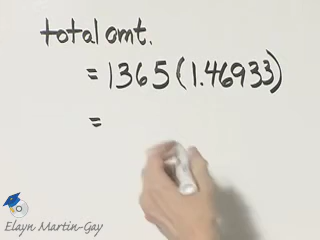 total amt.
= 1365(1.46933)
=
Elayn Martin-Gay